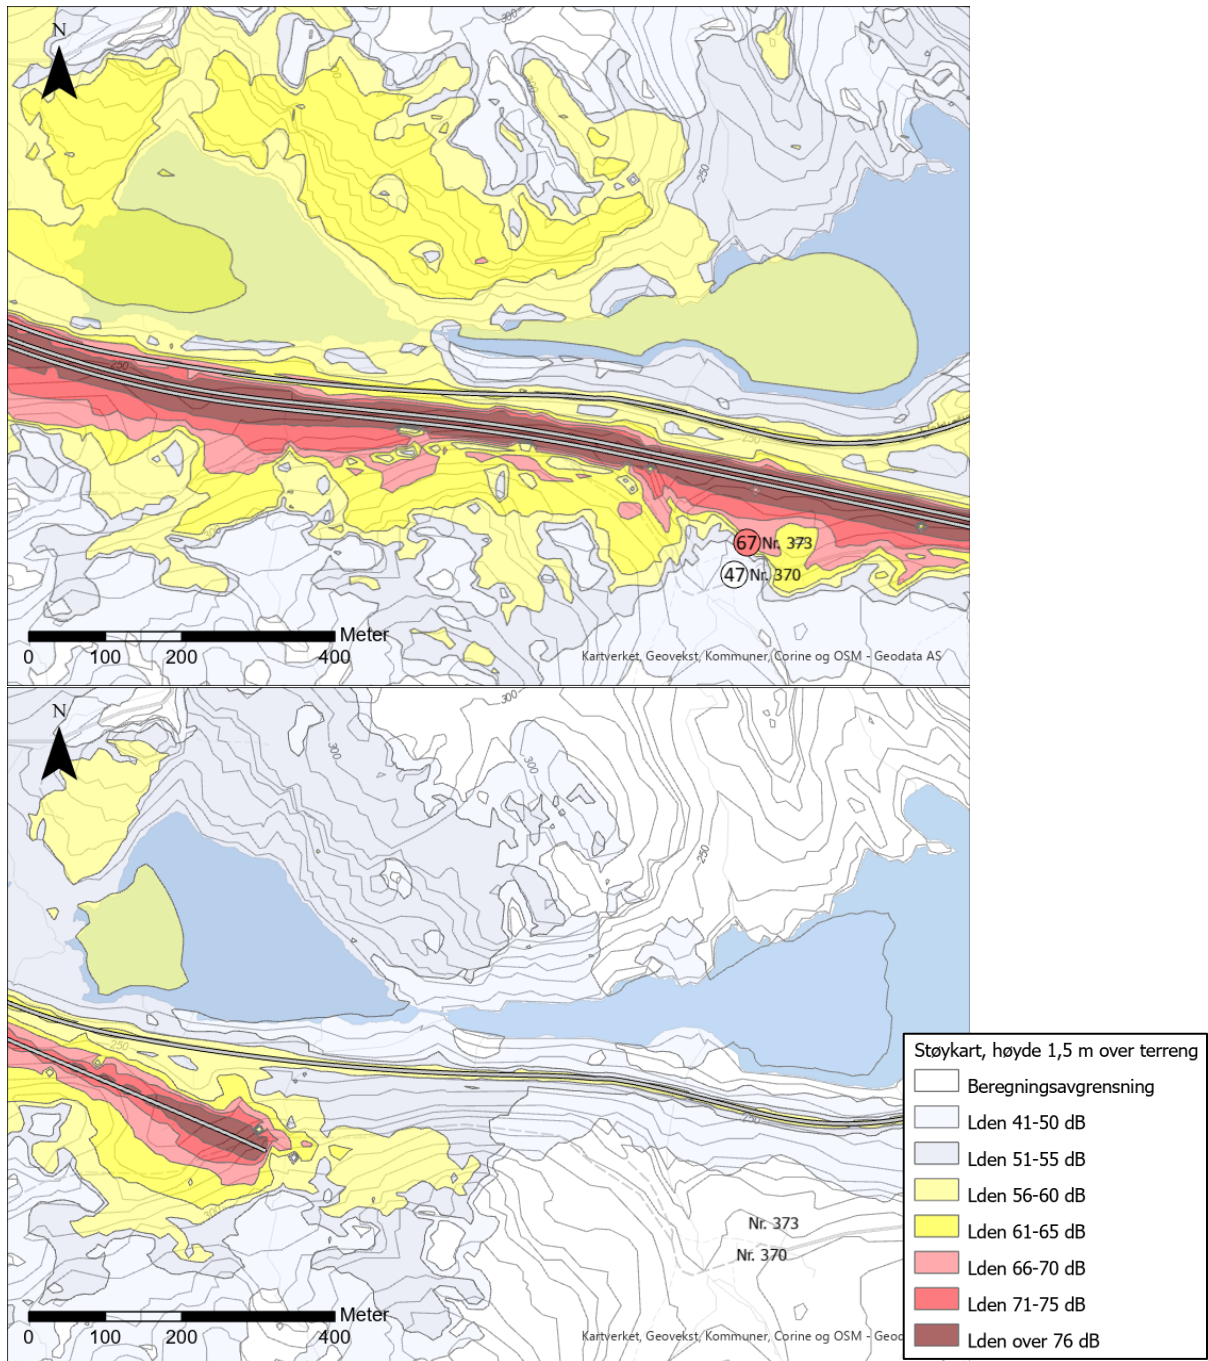 N
300
250
250
250
67 Nr. 373
47 Nr. 370
Meter
0 100 200 400
Kartverket, Geovekst, Kommuner, Corine og OSM - Geodata AS
N
300
300
300
250
250
250
300
Nr. 373
Nr. 370
Meter
0 100 200 400
Kartverket, Geovekst, Kommuner, Corine og OSM - Geod
Støykart, høyde 1,5 m over terreng
Beregningsavgrensning
Lden 41-50 dB
Lden 51-55 dB
Lden 56-60 dB
Lden 61-65 dB
Lden 66-70 dB
Lden 71-75 dB
Lden over 76 dB